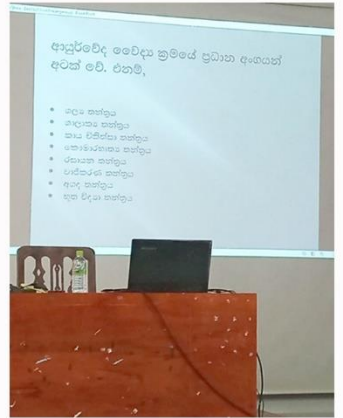 ආයුර්වේද වෛද්‍ය ක්‍රමයේ ප්‍රධාන අංගයන්
අටක් වේ. එනම්,
• ශල්‍ය තන්ත්‍රය
• ශාලාක්‍ය තන්ත්‍රය
• කාය චිකිත්සා තන්ත්‍රය
• කෞමාරභෘත්‍ය තන්ත්‍රය
• රසායන තන්ත්‍රය
• වාජීකරණ තන්ත්‍රය
• අගද තන්ත්‍රය
• භූත විද්‍යා තන්ත්‍රය